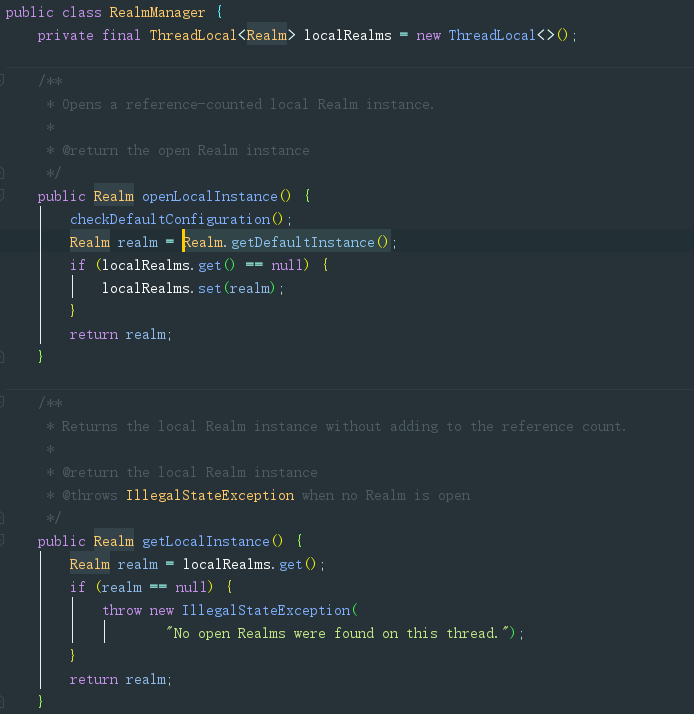 public class RealmManager {
    private final ThreadLocal<Realm> localRealms = new ThreadLocal<>();
    /**
     * Opens a reference-counted local Realm instance.
     *
     * @return the open Realm instance
     */
    public Realm openLocalInstance() {
        checkDefaultConfiguration();
        Realm realm = Realm.getDefaultInstance();
        if (localRealms.get() == null) {
            localRealms.set(realm);
        }
        return realm;
    }
    /**
     * Returns the local Realm instance without adding to the reference count.
     *
     * @return the local Realm instance
     * @throws IllegalStateException when no Realm is open
     */
    public Realm getLocalInstance() {
        Realm realm = localRealms.get();
        if (realm == null) {
            throw new IllegalStateException(
                    "No open Realms were found on this thread.");
        }
        return realm;
    }